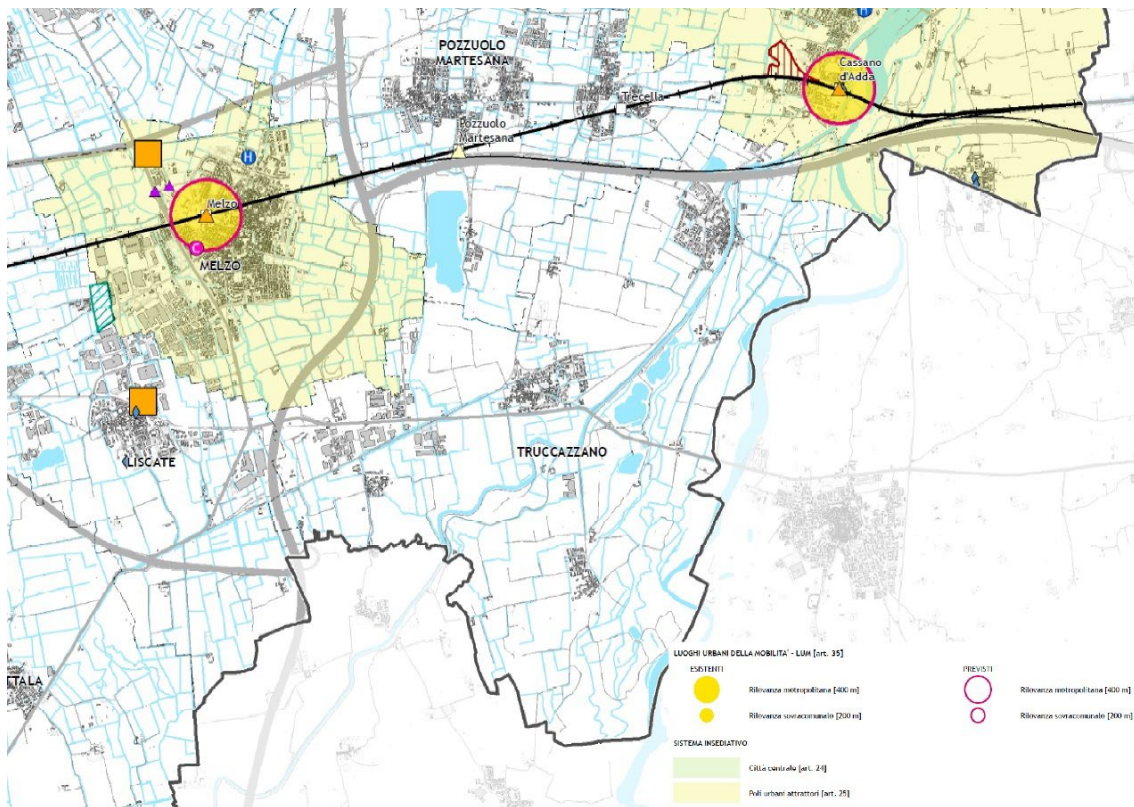 POZZUOLO
MARTESANA
H
Cassano
d'Adda
Trecella
Pozzuolo
Martesana
H
Melzo
C
MELZO
LISCATE
TRUCCAZZANO
TTALA
LUOGHI URBANI DELLA MOBILITA' - LUM [art. 35]
ESISTENTI
PREVISTI
Rilevanza metropolitana [400 m]
Rilevanza metropolitana [400 m]
Rilevanza sovracomunale [200 m]
Rilevanza sovracomunale [200 m]
SISTEMA INSEDIATIVO
Città centrale [art. 24]
Poli urbani attrattori [art. 25]